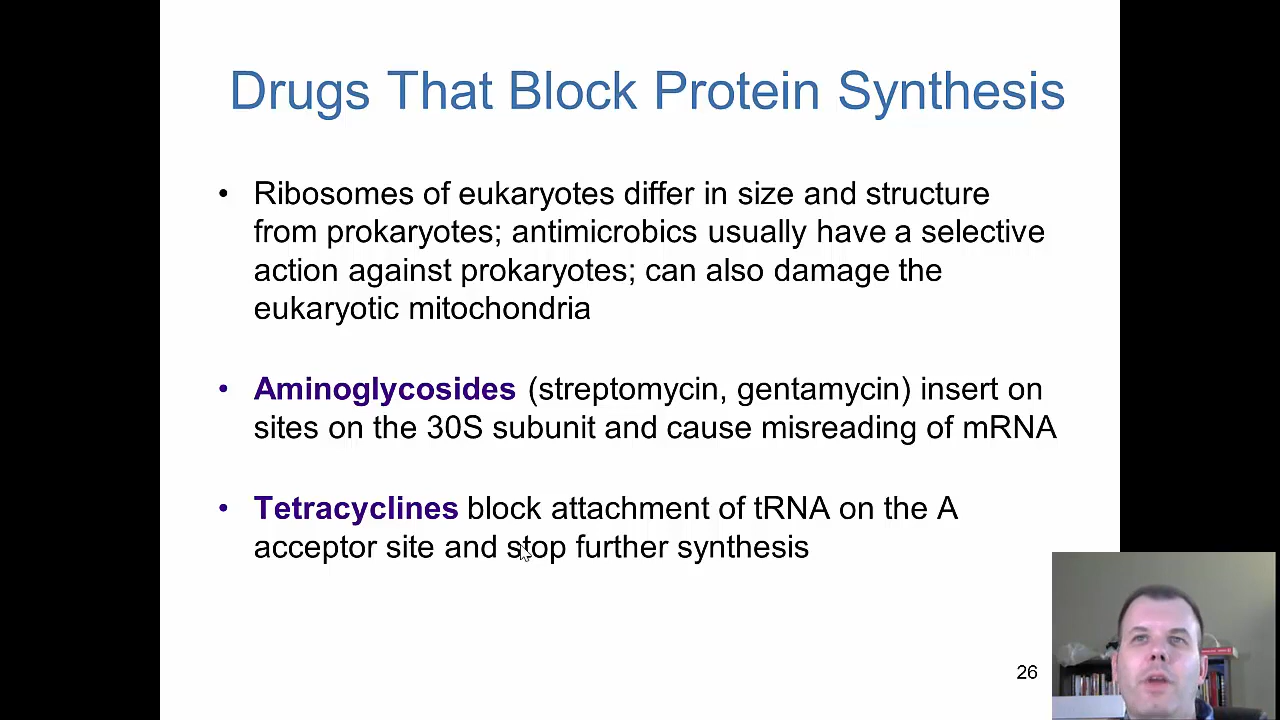 Drugs That Block Protein Synthesis
• Ribosomes of eukaryotes differ in size and structure
from prokaryotes; antimicrobics usually have a selective
action against prokaryotes; can also damage the
eukaryotic mitochondria
• Aminoglycosides (streptomycin, gentamycin) insert on
sites on the 30S subunit and cause misreading of mRNA
• Tetracyclines block attachment of tRNA on the A
acceptor site and stop further synthesis
26